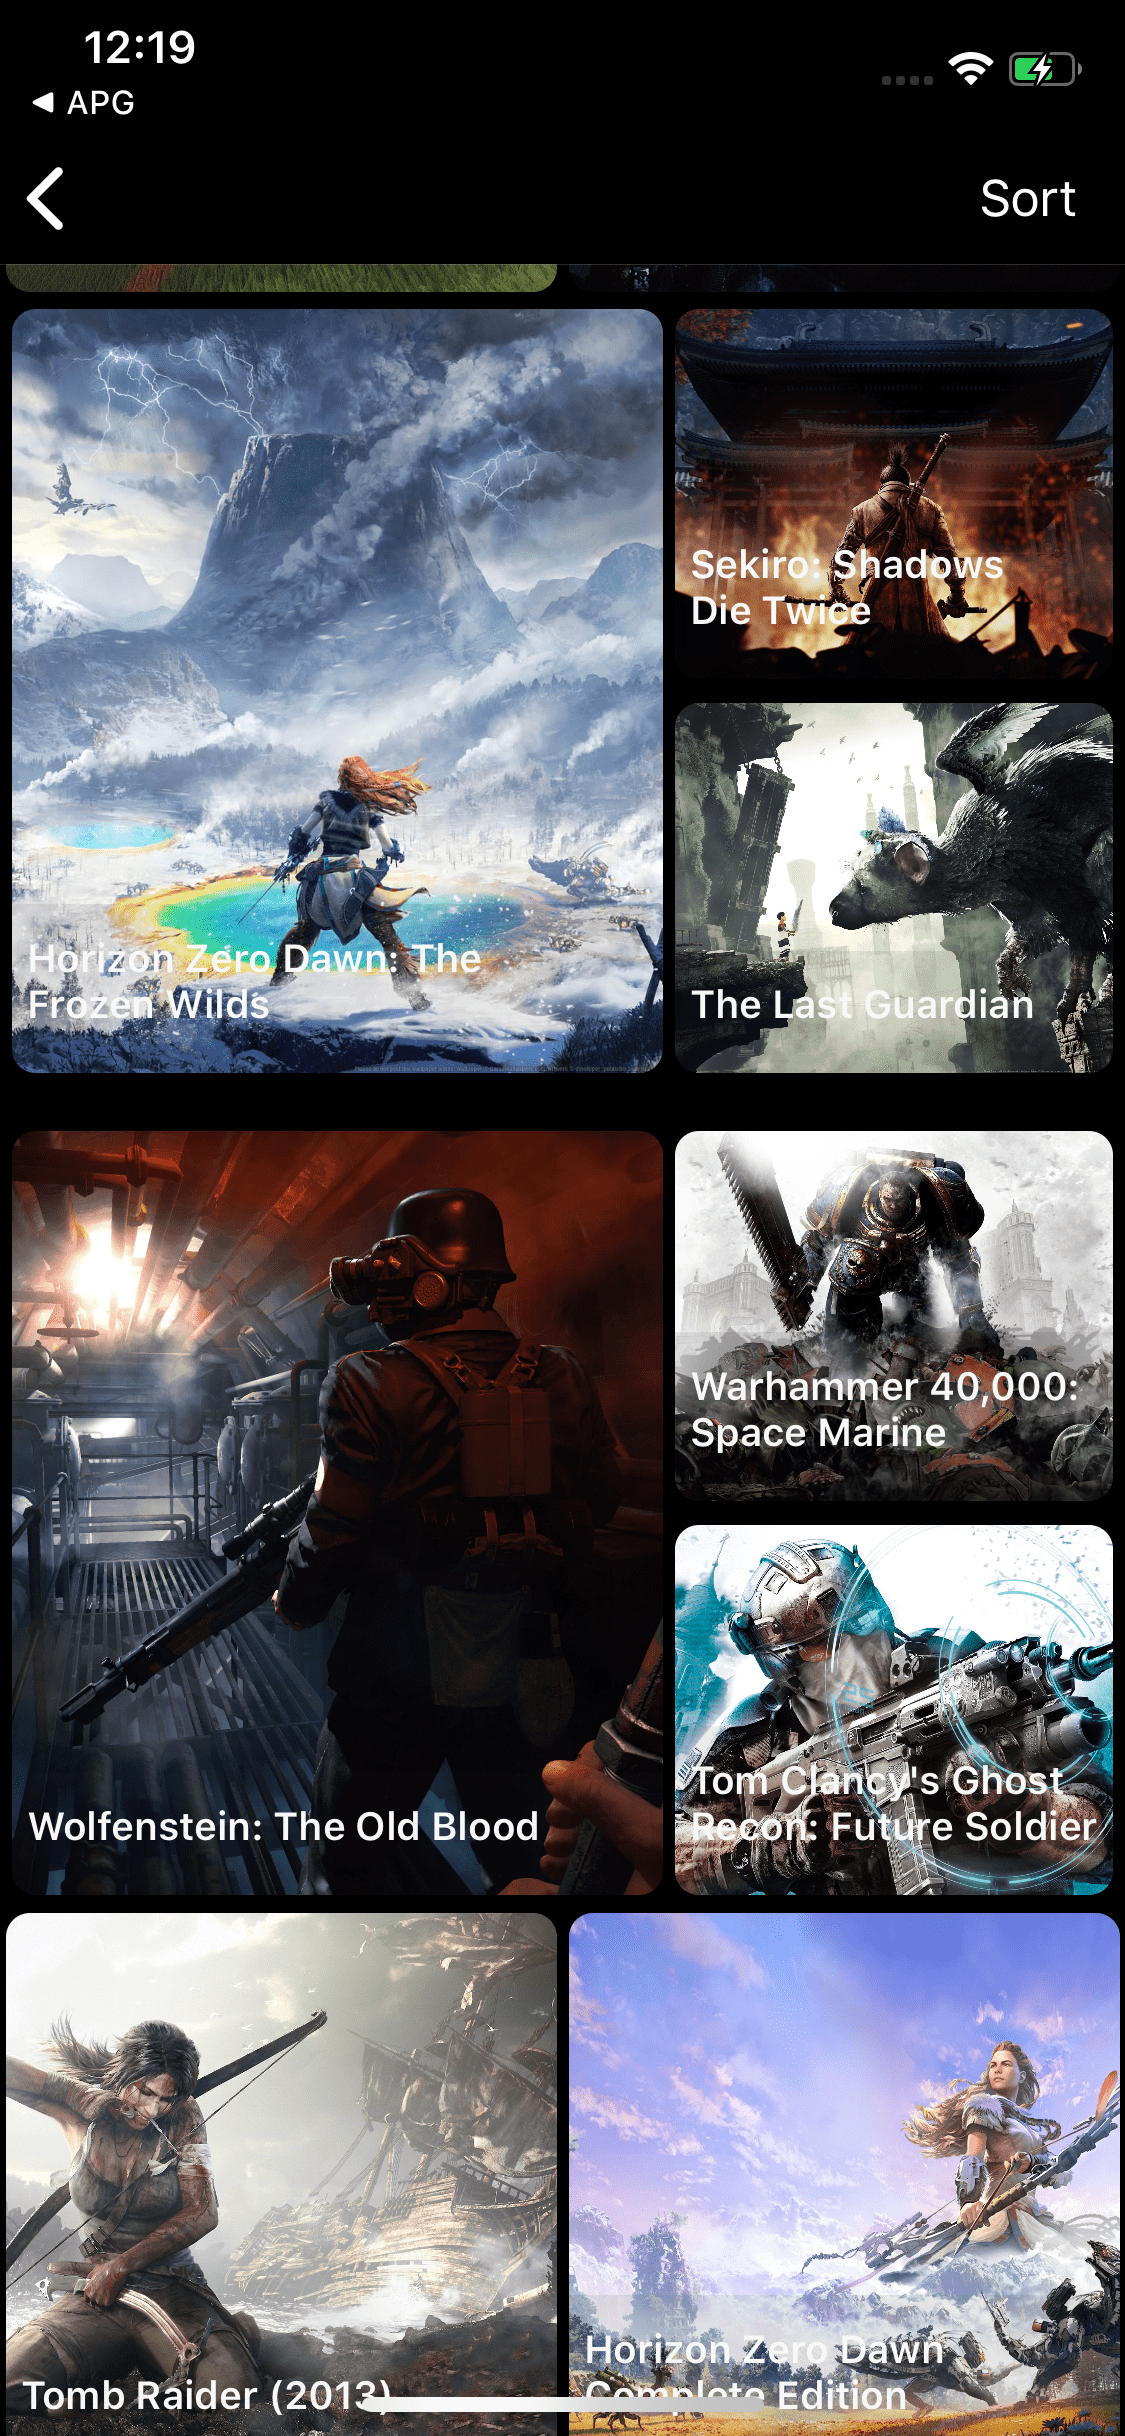 12:19
◀ APG
Sort
Sekiro: Shadows
Die Twice
Horizon Zero Dawn: The
Frozen Wilds
The Last Guardian
Warhammer 40,000:
Space Marine
Wolfenstein: The Old Blood
Tom Clancy's Ghost
Recon: Future Soldier
Tomb Raider (2013)
Horizon Zero Dawn
Complete Edition